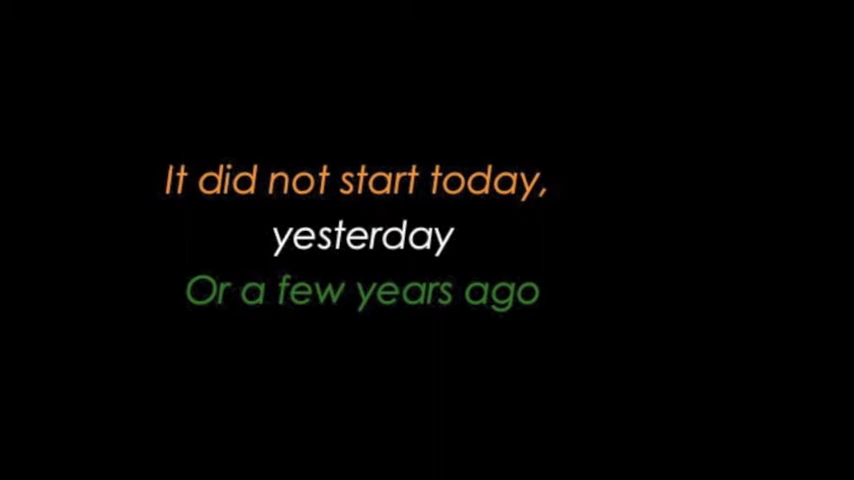 It did not start today,
yesterday
Or a few years ago